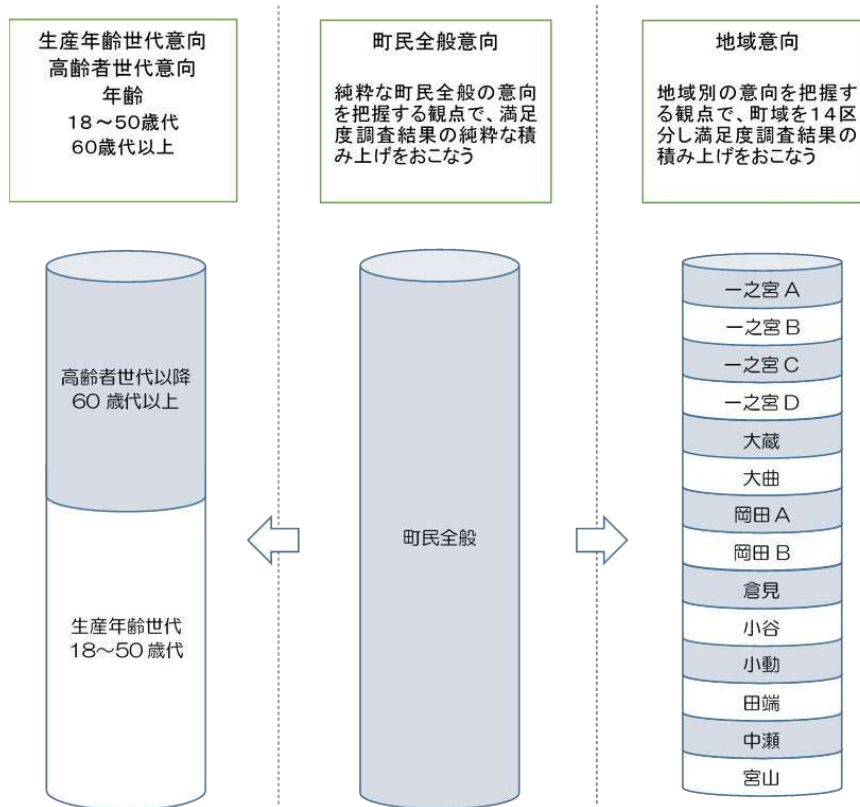 生産年齢世代意向
高齢者世代意向
年齢
18～50歳代
60歳代以上
町民全般意向
純粋な町民全般の意向
を把握する観点で、満足
度調査結果の純粋な積
み上げをおこなう
地域意向
地域別の意向を把握す
る観点で、町域を14区
分し満足度調査結果の
積み上げをおこなう
高齢者世代以降
60 歳代以上
生産年齢世代
18～50 歳代
町民全般
一之宮 A
一之宮 B
一之宮 C
一之宮 D
大蔵
大曲
岡田 A
岡田 B
倉見
小谷
小動
田端
中瀬
宮山